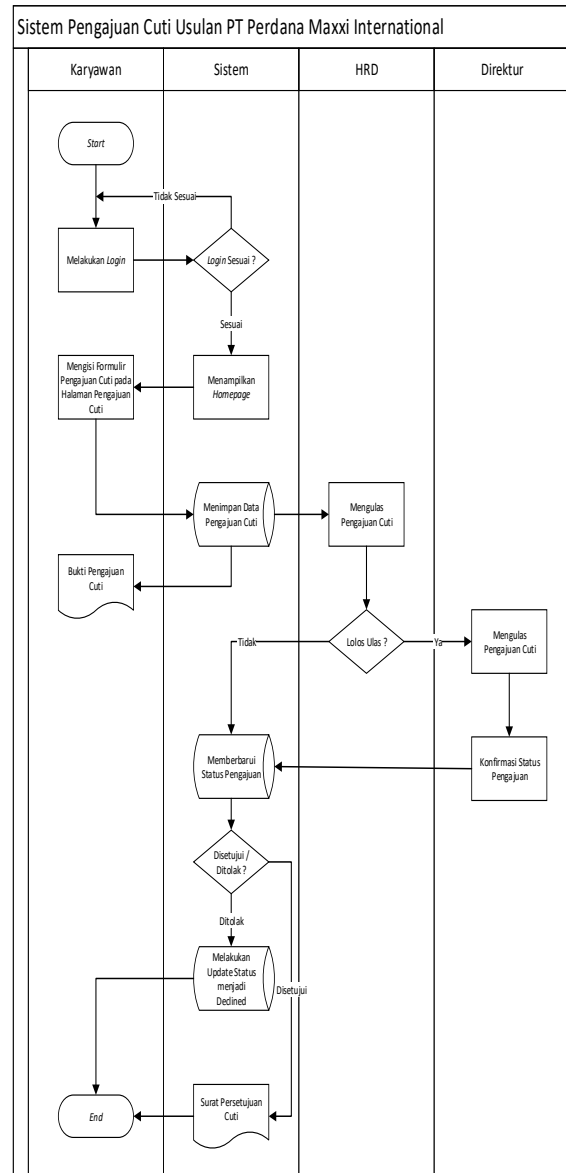 Sistem Pengajuan Cuti Usulan PT Perdana Maxxi International
Karyawan
Sistem
HRD
Direktur
Start
Tidak Sesuai
Melakukan Login
Login Sesuai ?
Sesuai
Mengisi Formulir
Pengajuan Cuti pada
Halaman Pengajuan
Cuti
Menampilkan
Homepage
Menimpan Data
Pengajuan Cuti
Mengulas
Pengajuan Cuti
Bukti Pengajuan
Cuti
Tidak
Lolos Ulas ?
Ya
Mengulas
Pengajuan Cuti
Memberbarui
Status Pengajuan
Konfirmasi Status
Pengajuan
Disetujui /
Ditolak ?
Ditolak
Melakukan
Update Status
menjadi
Declined
Disetujui
Surat Persetujuan
Cuti
End